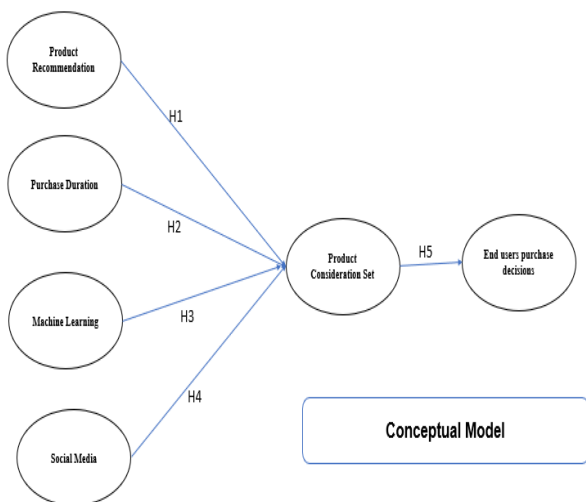 Product
Recommendation
H1
Purchase Duration
H2
Product
Consideration Set
H5
End users purchase
decisions
Machine Learning
H3
H4
Conceptual Model
Social Media